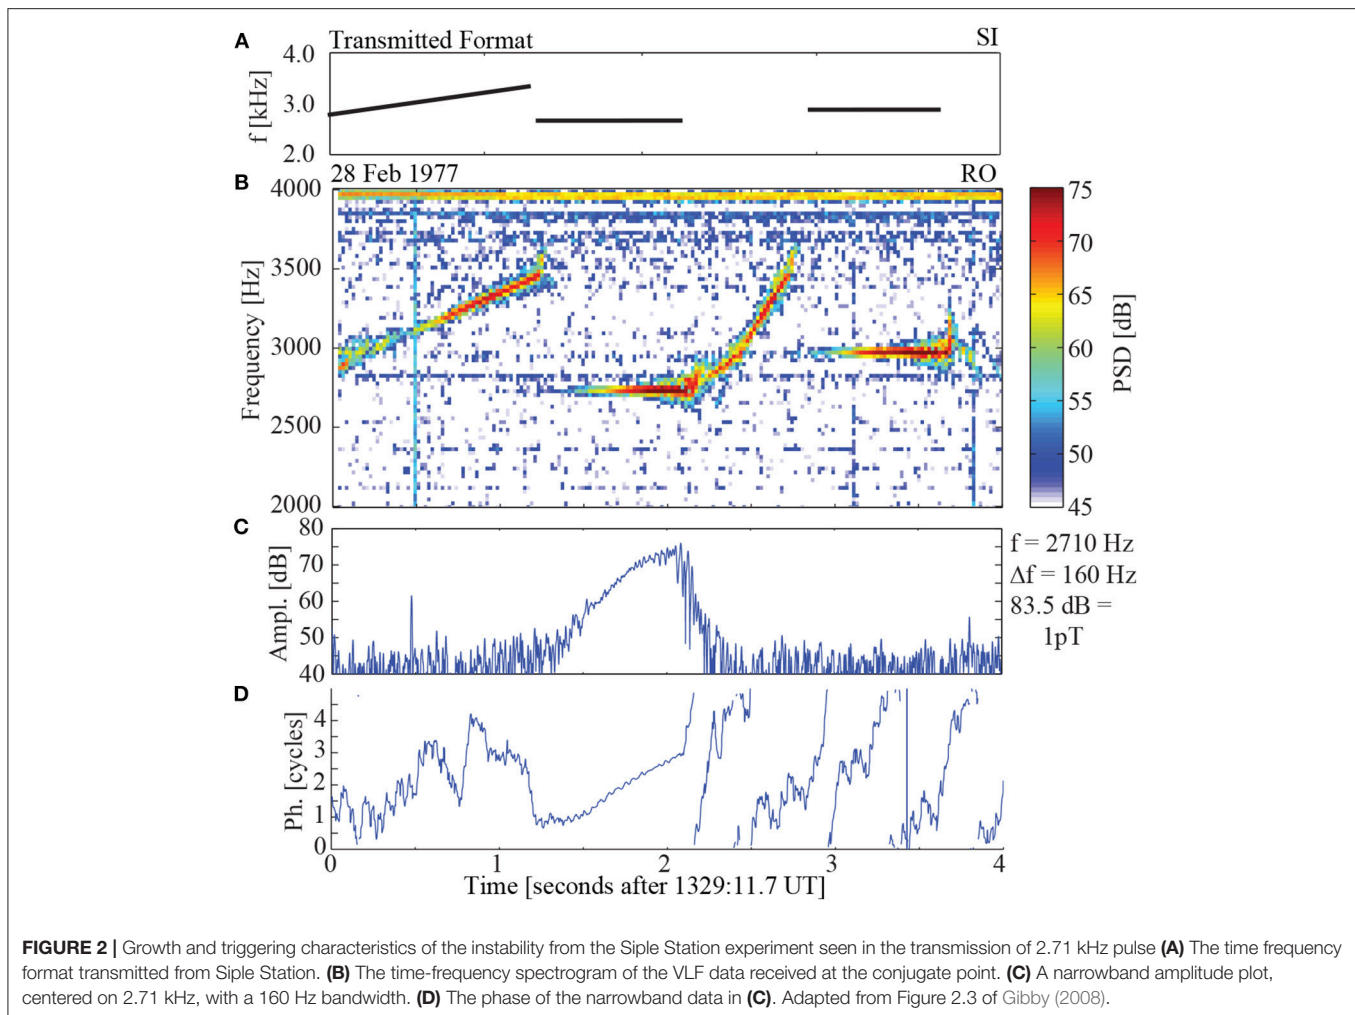 A
Transmitted Format
SI
4.0
3.0
2.0
f [kHz]
B
28 Feb 1977
RO
4000
3500
3000
2500
2000
Frequency [Hz]
75
70
65
60
55
50
45
PSD [dB]
C
80
70
60
50
40
Ampl. [dB]
f = 2710 Hz
Δf = 160 Hz
83.5 dB =
1pT
D
4
3
2
1
0
Ph. [cycles]
0 1 2 3 4
Time [seconds after 1329:11.7 UT]
FIGURE 2 | Growth and triggering characteristics of the instability from the Siple Station experiment seen in the transmission of 2.71 kHz pulse (A) The time frequency
format transmitted from Siple Station. (B) The time-frequency spectrogram of the VLF data received at the conjugate point. (C) A narrowband amplitude plot,
centered on 2.71 kHz, with a 160 Hz bandwidth. (D) The phase of the narrowband data in (C). Adapted from Figure 2.3 of Gibby (2008).